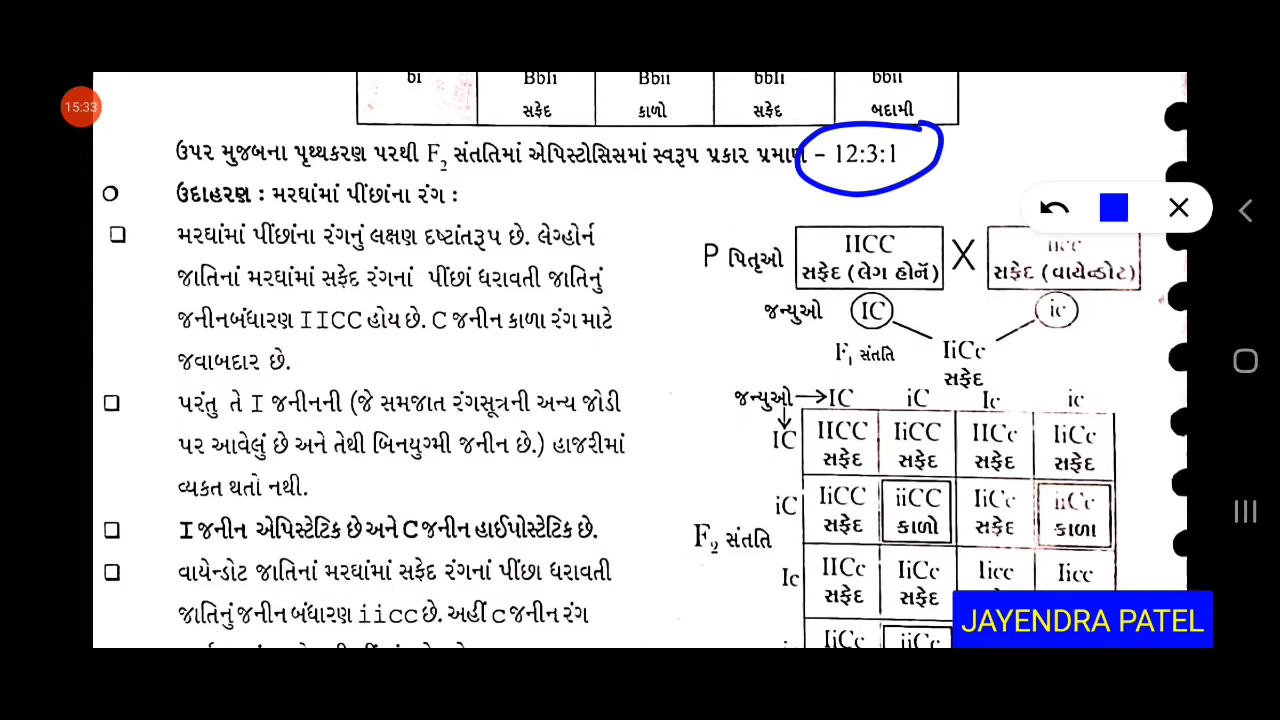 15:33
bi BbIi Bbii bbIi bbii
સફેદ કાળો સફેદ બદામી
ઉપર મુજબના પૃથ્થકરણ પરથી F₂ સંતતિમાં એપિસ્ટોસિસમાં સ્વરૂપ પ્રકાર પ્રમાણ – 12:3:1
ઉદાહરણ : મરઘાંમાં પીંછાંના રંગ :
મરઘાંમાં પીંછાંના રંગનું લક્ષણ દષ્ટાંતરૂપ છે. લેગ્હોર્ન
જાતિનાં મરઘાંમાં સફેદ રંગનાં પીંછાં ધરાવતી જાતિનું
જનીનબંધારણ IICC હોય છે. C જનીન કાળા રંગ માટે
જવાબદાર છે.
પરંતુ તે I જનીનની (જે સમજાત રંગસૂત્રની અન્ય જોડી
પર આવેલું છે અને તેથી બિનયુગ્મી જનીન છે.) હાજરીમાં
વ્યકત થતો નથી.
I જનીન એપિસ્ટેટિક છે અને C જનીન હાઈપોસ્ટેટિક છે.
વાયેન્ડોટ જાતિનાં મરઘાંમાં સફેદ રંગનાં પીંછા ધરાવતી
જાતિનું જનીન બંધારણ iicc છે. અહીં c જનીન રંગ
P પિતૃઓ IICC X iicc
સફેદ (લેગ હોર્ન) સફેદ (વાયેન્ડોટ)
જન્યુઓ IC ic
F₁ સંતતિ IiCc
સફેદ
જન્યુઓ → IC iC Ic ic
IC IICC IiCC IICc IiCc
સફેદ સફેદ સફેદ સફેદ
iC IiCC iiCC IiCc iiCc
સફેદ કાળો સફેદ કાળા
F₂ સંતતિ
Ic IICc IiCc Iicc Iicc
સફેદ સફેદ
IiCc iiCc
JAYENDRA PATEL